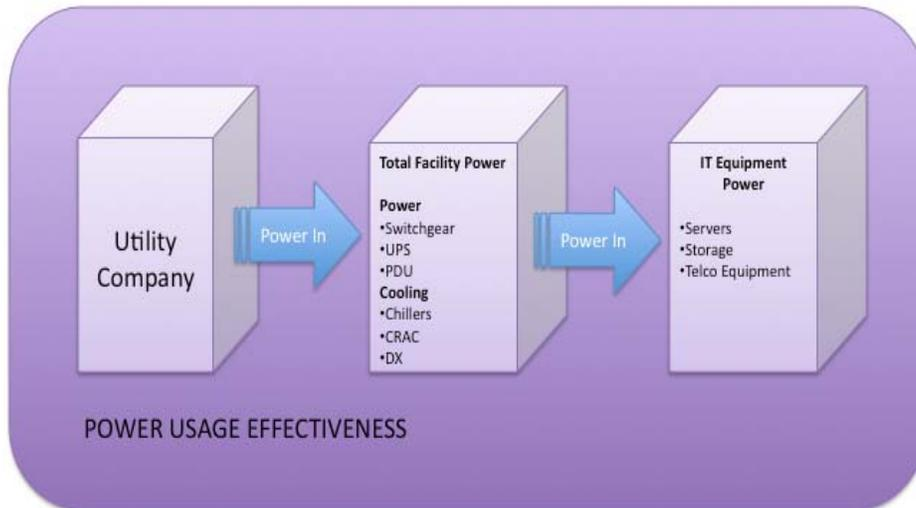 Utility
Company
Power In
Total Facility Power
Power
•Switchgear
•UPS
•PDU
Cooling
•Chillers
•CRAC
•DX
Power In
IT Equipment
Power
•Servers
•Storage
•Telco Equipment
POWER USAGE EFFECTIVENESS